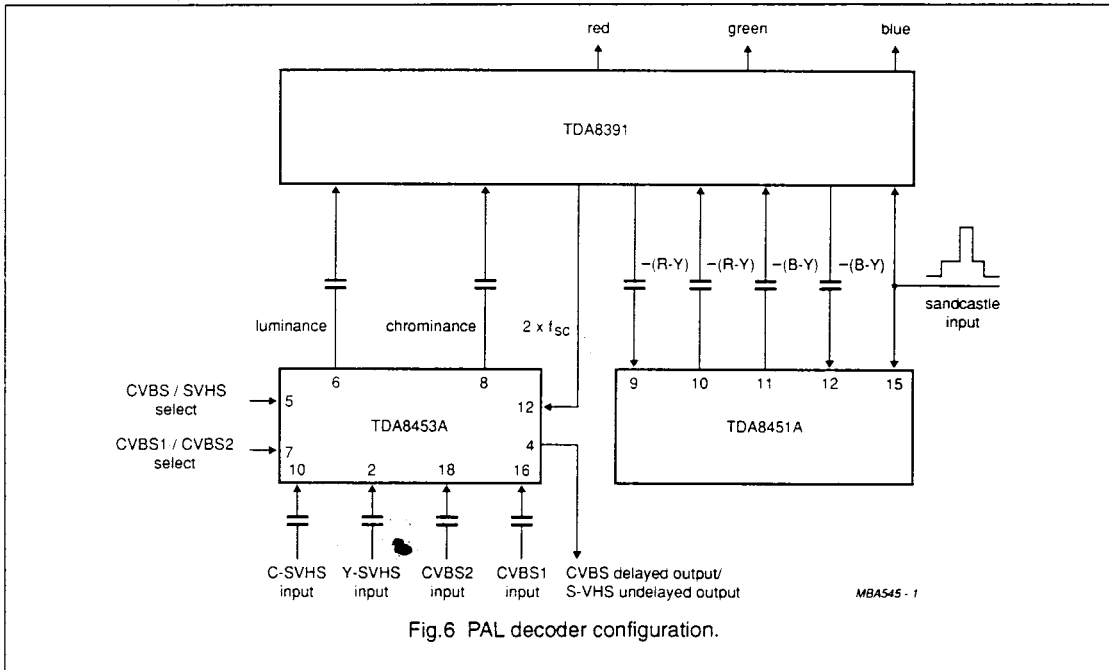 red green blue
TDA8391
−(R-Y) −(R-Y) −(B-Y) −(B-Y)
sandcastle
input
luminance chrominance 2 x fSC
6 8
9 10 11 12 15
CVBS / SVHS
select
5
12
TDA8453A
TDA8451A
4
CVBS1 / CVBS2
select
7
10 2 18 16
C-SVHS
input
Y-SVHS
input
CVBS2
input
CVBS1
input
CVBS delayed output/
S-VHS undelayed output
MBA545 - 1
Fig.6 PAL decoder configuration.